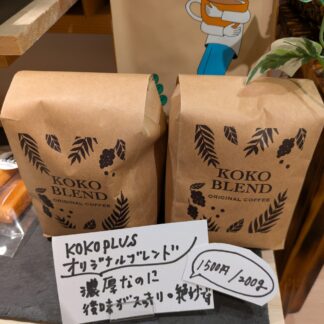 KOKO
BLEND
ORIGINAL COFFEE
KOKO
BLEND
ORIGINAL COFFEE
KOKOPLUS
オリジナルブレンド
濃厚なのに
後味がスッキリ・絶妙
1500円/200g